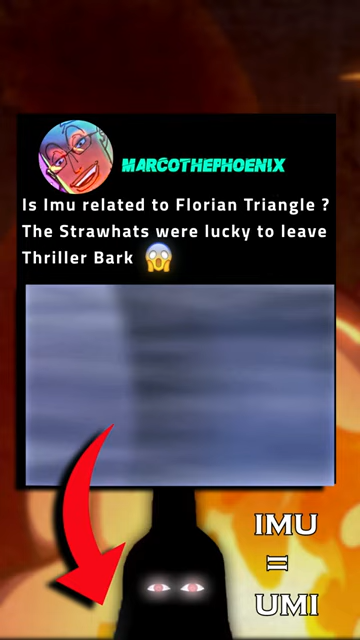 MARCOTHEPHOENIX
Is Imu related to Florian Triangle ?
The Strawhats were lucky to leave
Thriller Bark 😱
IMU
=
UMI